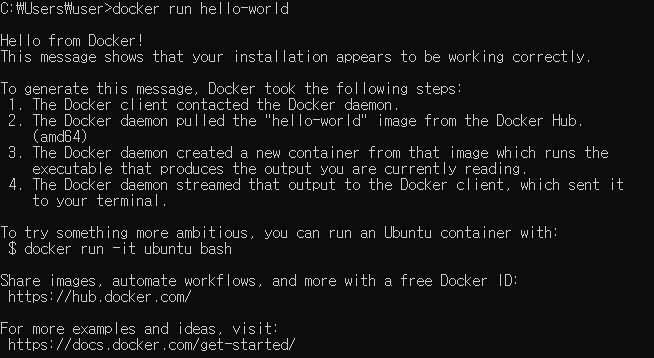 C:₩Users₩user>docker run hello-world
Hello from Docker!
This message shows that your installation appears to be working correctly.
To generate this message, Docker took the following steps:
1. The Docker client contacted the Docker daemon.
2. The Docker daemon pulled the "hello-world" image from the Docker Hub.
(amd64)
3. The Docker daemon created a new container from that image which runs the
executable that produces the output you are currently reading.
4. The Docker daemon streamed that output to the Docker client, which sent it
to your terminal.
To try something more ambitious, you can run an Ubuntu container with:
$ docker run -it ubuntu bash
Share images, automate workflows, and more with a free Docker ID:
https://hub.docker.com/
For more examples and ideas, visit:
https://docs.docker.com/get-started/